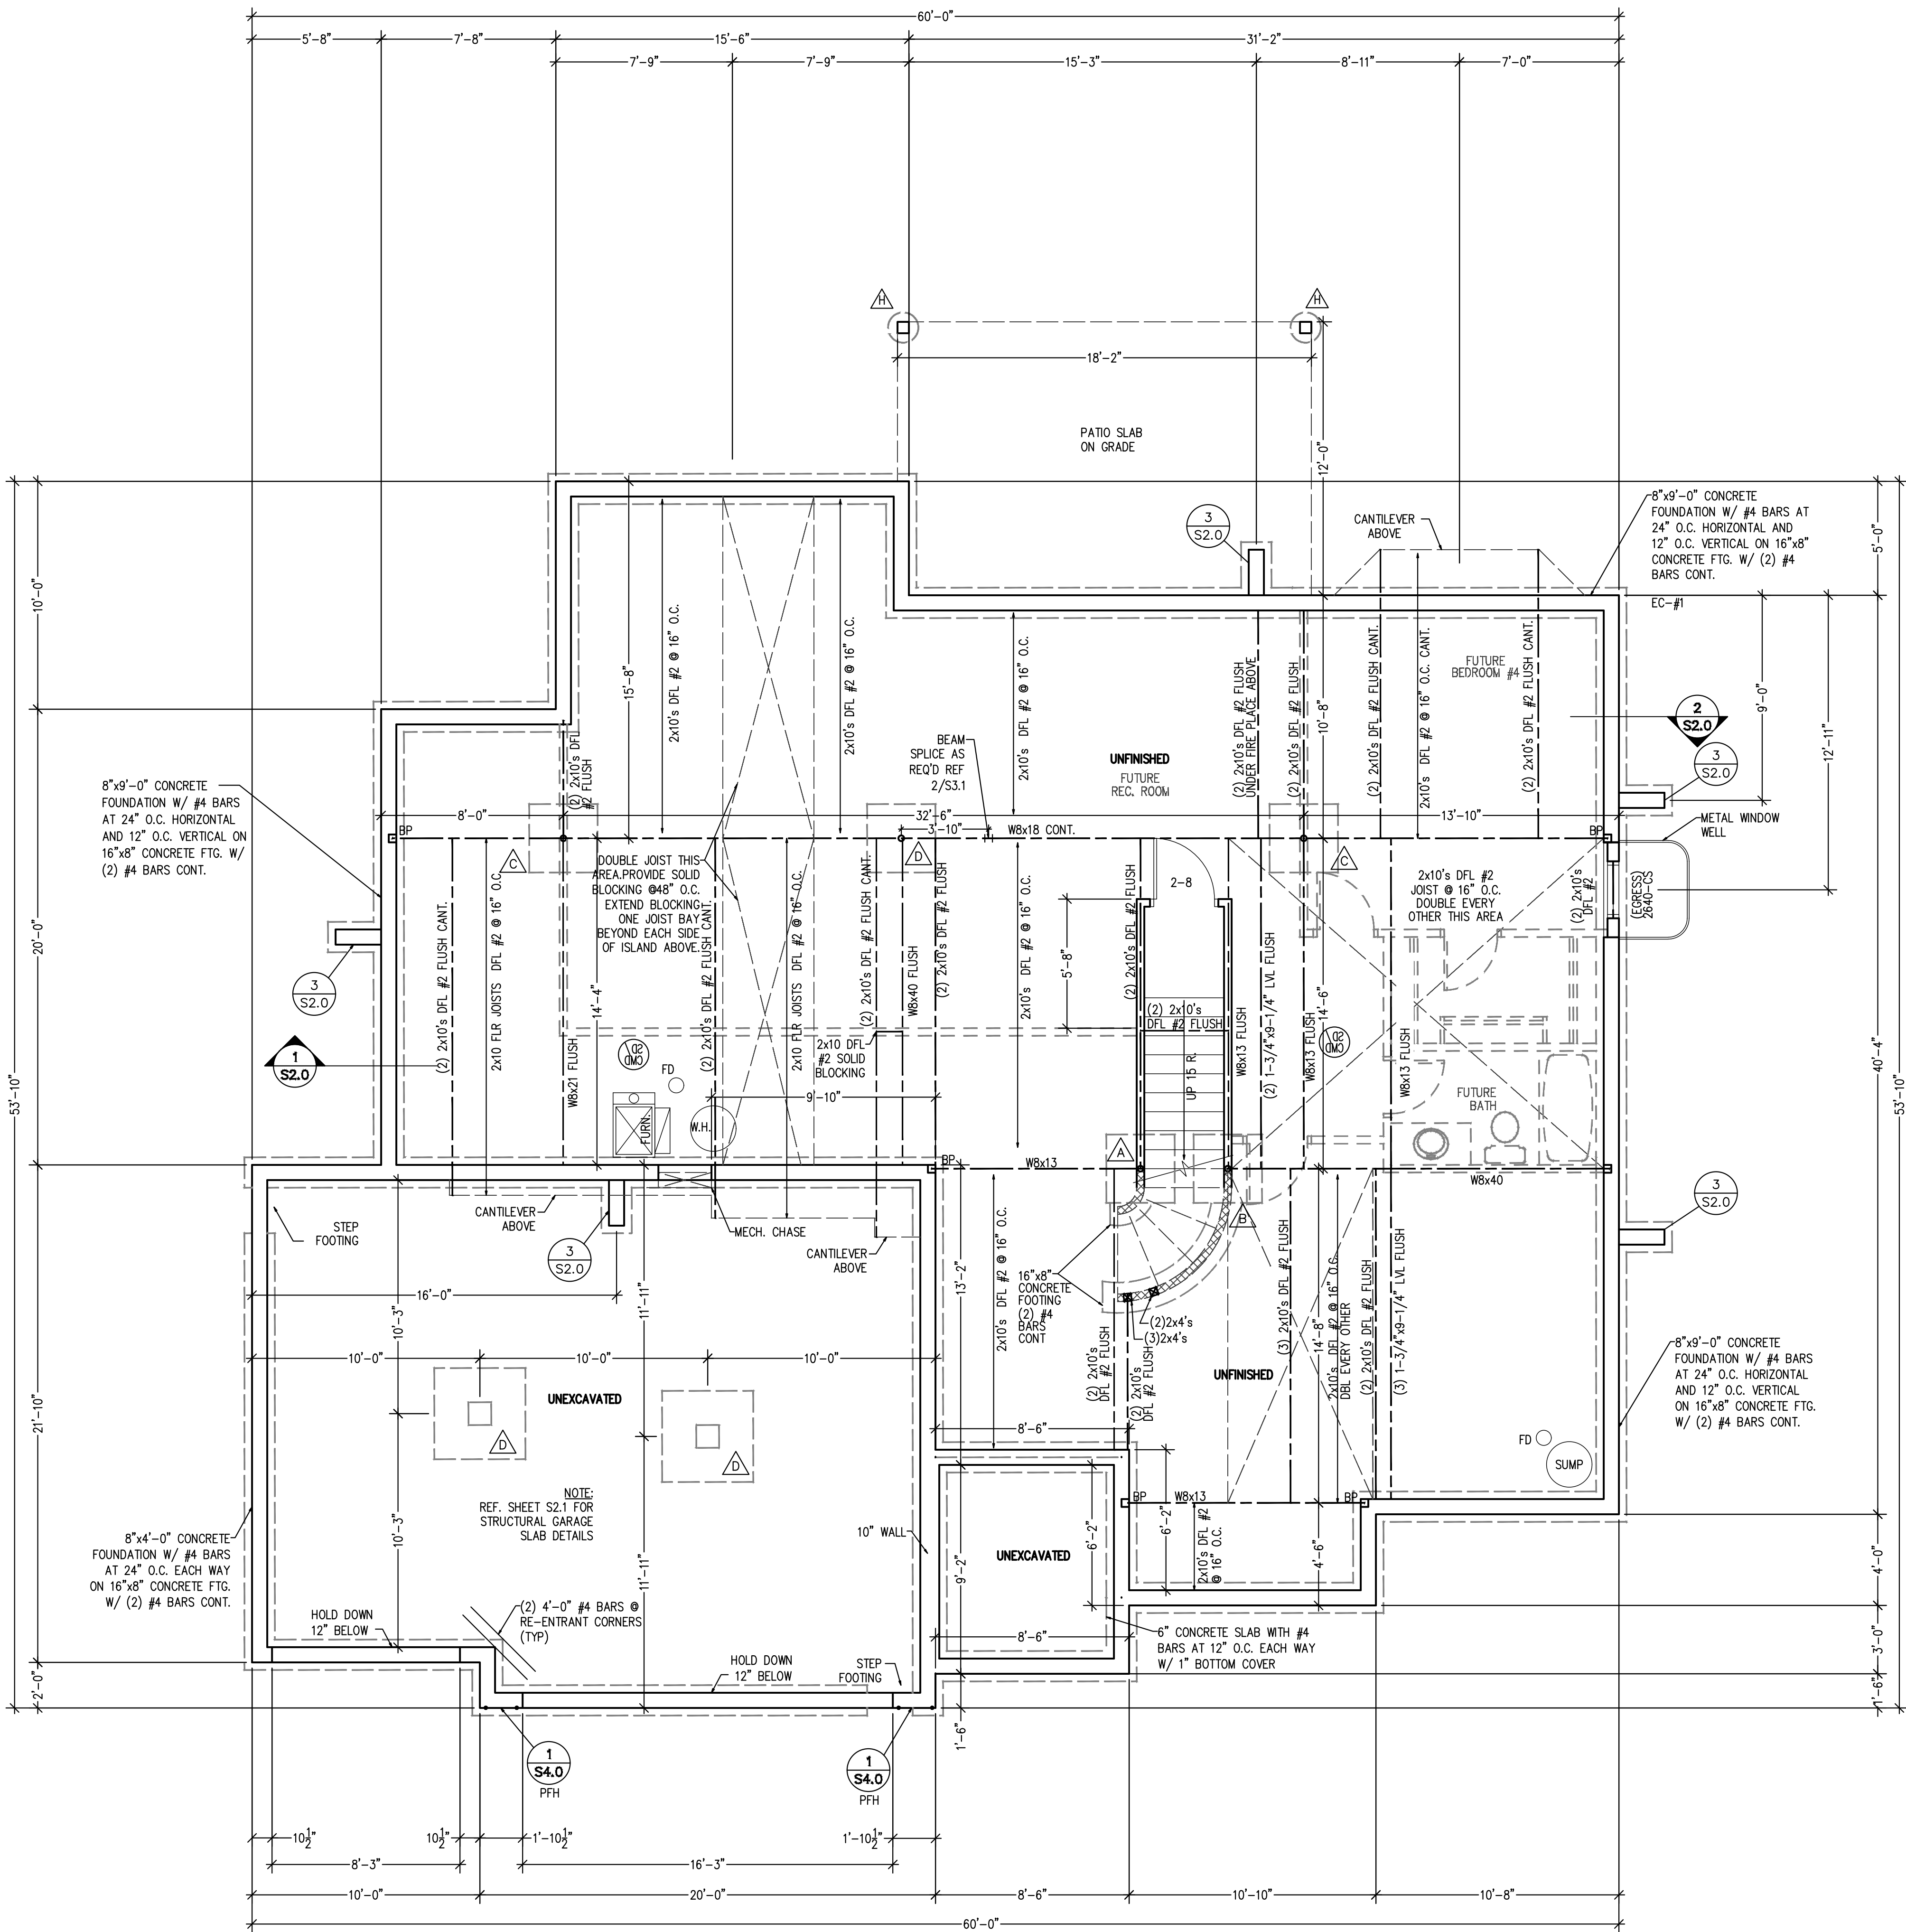 60'-0"
5'-8"
7'-8"
15'-6"
31'-2"
7'-9"
7'-9"
15'-3"
8'-11"
7'-0"
H
H
18'-2"
PATIO SLAB
ON GRADE
12'-0"
3
S2.0
CANTILEVER
ABOVE
8"x9'-0" CONCRETE
FOUNDATION W/ #4 BARS AT
24" O.C. HORIZONTAL AND
12" O.C. VERTICAL ON 16"x8"
CONCRETE FTG. W/ (2) #4
BARS CONT.
EC-#1
5'-0"
10'-0"
15'-8"
2x10's DFL #2 @ 16" O.C.
2x10's DFL #2 @ 16" O.C.
2x10's DFL #2 @ 16" O.C.
(2) 2x10's DFL #2 FLUSH
UNDER FIRE PLACE ABOVE
(2) 2x10's DFL #2 FLUSH
10'-8"
(2) 2x10's DFL #2 FLUSH CANT.
2x10's DFL #2 @ 16" O.C. CANT.
FUTURE
BEDROOM #4
(2) 2x10's DFL #2 FLUSH CANT.
9'-0"
12'-11"
2
S2.0
3
S2.0
(2) 2x10's DFL
#2 FLUSH
BEAM
SPLICE AS
REQ'D REF
2/S3.1
UNFINISHED
FUTURE
REC. ROOM
8"x9'-0" CONCRETE
FOUNDATION W/ #4 BARS
AT 24" O.C. HORIZONTAL
AND 12" O.C. VERTICAL ON
16"x8" CONCRETE FTG. W/
(2) #4 BARS CONT.
8'-0"
32'-6"
13'-10"
BP
3'-10"
W8x18 CONT.
BP
METAL WINDOW
WELL
C
D
C
DOUBLE JOIST THIS
AREA.PROVIDE SOLID
BLOCKING @48" O.C.
EXTEND BLOCKING
ONE JOIST BAY
BEYOND EACH SIDE
OF ISLAND ABOVE.
2-8
2x10's DFL #2
JOIST @ 16" O.C.
DOUBLE EVERY
OTHER THIS AREA
(2) 2x10's
DFL #2
(EGRESS)
2640-CS
20'-0"
53'-10"
3
S2.0
1
S2.0
(2) 2x10's DFL #2 FLUSH CANT.
2x10 FLR JOISTS DFL #2 @ 16" O.C.
W8x21 FLUSH
14'-4"
(2) 2x10's DFL #2 FLUSH CANT.
2x10 FLR JOISTS DFL #2 @ 16" O.C.
(2) 2x10's DFL #2 FLUSH CANT.
W8x40 FLUSH
(2) 2x10's DFL #2 FLUSH
2x10's DFL #2 @ 16" O.C.
5'-8"
(2) 2x10's DFL #2 FLUSH
(2) 2x10's
DFL #2 FLUSH
UP 15 R.
W8x13 FLUSH
(2) 1-3/4"x9-1/4" LVL FLUSH
W8x13 FLUSH
14'-6"
SD
CMD
W8x13 FLUSH
40'-4"
53'-10"
SD
CMD
FD
2x10 DFL
#2 SOLID
BLOCKING
9'-10"
FURN.
W.H.
FUTURE
BATH
BP
W8x13
A
W8x40
B
3
S2.0
STEP
FOOTING
CANTILEVER
ABOVE
3
S2.0
MECH. CHASE
CANTILEVER
ABOVE
16'-0"
10'-3"
11'-11"
13'-2"
2x10's DFL #2 @ 16" O.C.
16"x8"
CONCRETE
FOOTING
(2) #4
BARS
CONT
(2)2x4's
(3)2x4's
(2) 2x10's
DFL #2 FLUSH
(2) 2x10's
DFL #2 FLUSH
(3) 2x10's DFL #2 FLUSH
14'-8"
2x10's DFL #2 @ 16" O.C.
DBL EVERY OTHER
(2) 2x10's DFL #2 FLUSH
(3) 1-3/4"x9-1/4" LVL FLUSH
UNFINISHED
8"x9'-0" CONCRETE
FOUNDATION W/ #4 BARS
AT 24" O.C. HORIZONTAL
AND 12" O.C. VERTICAL
ON 16"x8" CONCRETE FTG.
W/ (2) #4 BARS CONT.
10'-0"
10'-0"
10'-0"
UNEXCAVATED
D
D
8'-6"
FD
SUMP
21'-10"
NOTE:
REF. SHEET S2.1 FOR
STRUCTURAL GARAGE
SLAB DETAILS
10'-3"
11'-11"
8"x4'-0" CONCRETE
FOUNDATION W/ #4 BARS
AT 24" O.C. EACH WAY
ON 16"x8" CONCRETE FTG.
W/ (2) #4 BARS CONT.
10" WALL
9'-2"
UNEXCAVATED
6'-2"
BP
W8x13
BP
6'-2"
2x10's DFL #2
@ 16" O.C.
4'-6"
4'-0"
HOLD DOWN
12" BELOW
(2) 4'-0" #4 BARS @
RE-ENTRANT CORNERS
(TYP)
HOLD DOWN
12" BELOW
STEP
FOOTING
8'-6"
6" CONCRETE SLAB WITH #4
BARS AT 12" O.C. EACH WAY
W/ 1" BOTTOM COVER
3'-0"
2'-0"
1'-6"
1'-6"
1
S4.0
PFH
1
S4.0
PFH
10 1/2"
10 1/2"
1'-10 1/2"
1'-10 1/2"
8'-3"
16'-3"
10'-0"
20'-0"
8'-6"
10'-10"
10'-8"
60'-0"